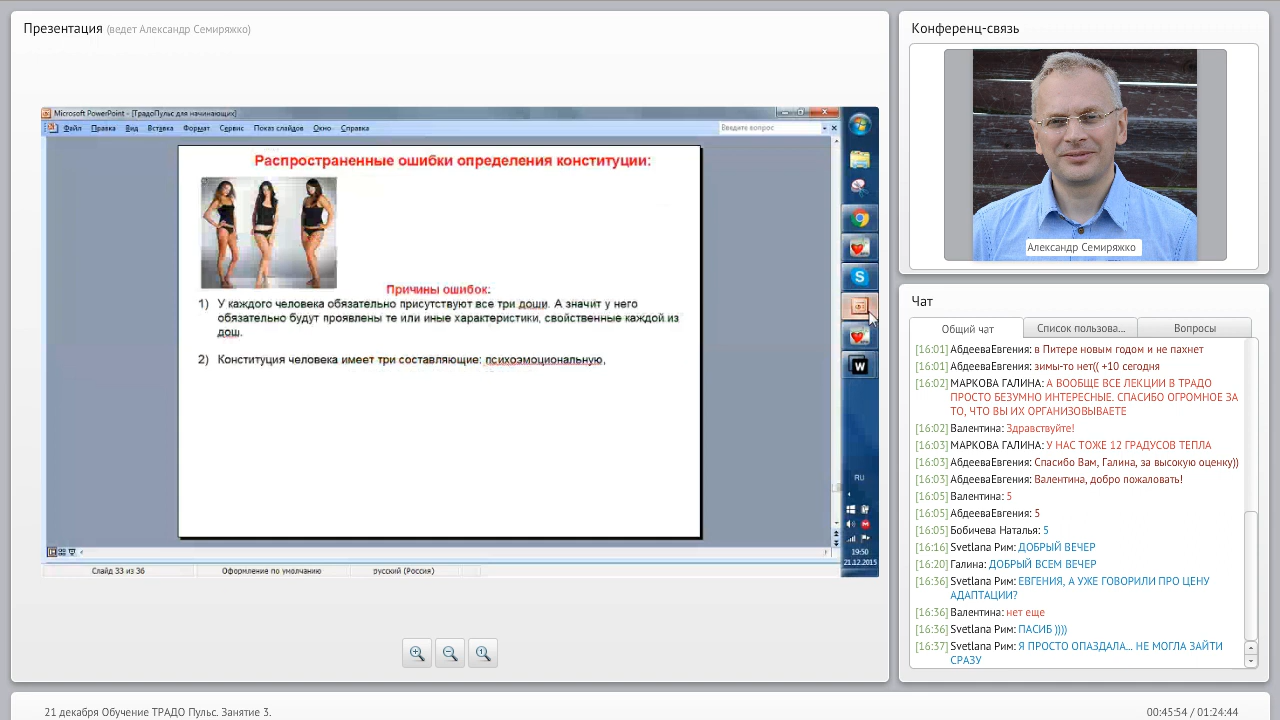 Презентация (ведет Александр Семиряжко)
Microsoft PowerPoint - [ТрадоПульс для начинающих]
Файл Правка Вид Вставка Формат Сервис Показ слайдов Окно Справка
Введите вопрос
Распространенные ошибки определения конституции:
Причины ошибок:
1) У каждого человека обязательно присутствуют все три доши. А значит у него
обязательно будут проявлены те или иные характеристики, свойственные каждой из
дош.
2) Конституция человека имеет три составляющие: психоэмоциональную,
RU
19:50
21.12.2015
Слайд 33 из 36
Оформление по умолчанию
русский (Россия)
Конференц-связь
Александр Семиряжко
Чат
Общий чат
Список пользова...
Вопросы
[16:01] АбдееваЕвгения: в Питере новым годом и не пахнет
[16:01] АбдееваЕвгения: зимы-то нет(( +10 сегодня
[16:02] МАРКОВА ГАЛИНА: А ВООБЩЕ ВСЕ ЛЕКЦИИ В ТРАДО
ПРОСТО БЕЗУМНО ИНТЕРЕСНЫЕ. СПАСИБО ОГРОМНОЕ ЗА
ТО, ЧТО ВЫ ИХ ОРГАНИЗОВЫВАЕТЕ
[16:02] Валентина: Здравствуйте!
[16:03] МАРКОВА ГАЛИНА: У НАС ТОЖЕ 12 ГРАДУСОВ ТЕПЛА
[16:03] АбдееваЕвгения: Спасибо Вам, Галина, за высокую оценку))
[16:03] АбдееваЕвгения: Валентина, добро пожаловать!
[16:05] Валентина: 5
[16:05] АбдееваЕвгения: 5
[16:05] Бобичева Наталья: 5
[16:16] Svetlana Рим: ДОБРЫЙ ВЕЧЕР
[16:20] Галина: ДОБРЫЙ ВСЕМ ВЕЧЕР
[16:36] Svetlana Рим: ЕВГЕНИЯ, А УЖЕ ГОВОРИЛИ ПРО ЦЕНУ
АДАПТАЦИИ?
[16:36] Валентина: нет еще
[16:36] Svetlana Рим: ПАСИБ ))))
[16:37] Svetlana Рим: Я ПРОСТО ОПАЗДАЛА... НЕ МОГЛА ЗАЙТИ
СРАЗУ
21 декабря Обучение ТРАДО Пульс. Занятие 3.
00:45:54 / 01:24:44